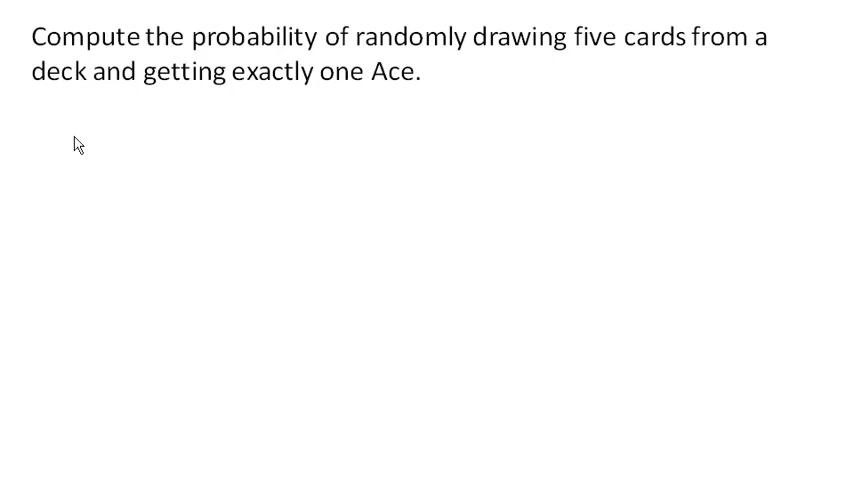 Compute the probability of randomly drawing five cards from a
deck and getting exactly one Ace.